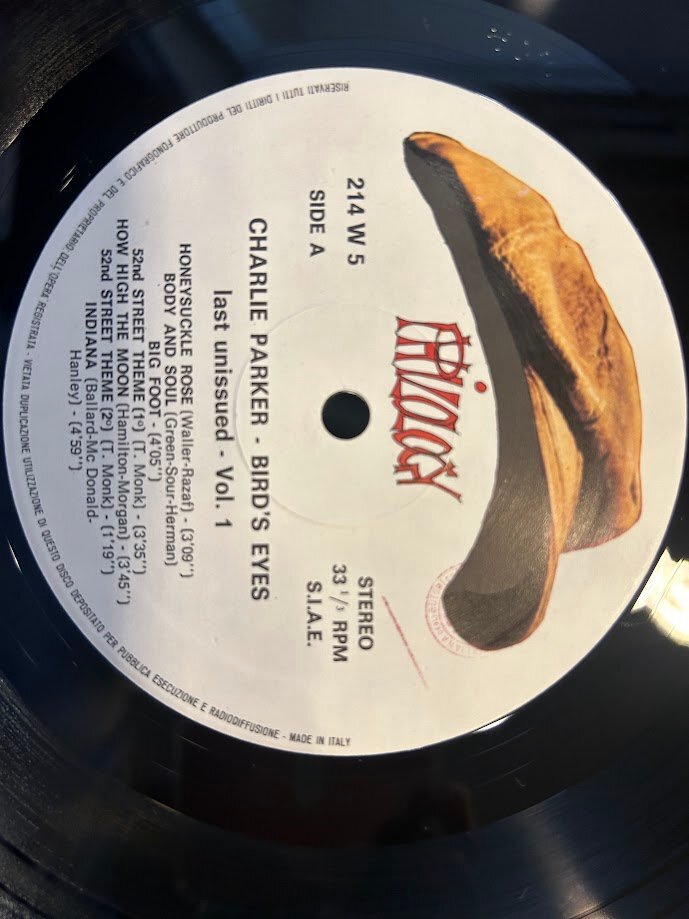 PHILOLOGY
214 W 5
SIDE A
STEREO
33 1/3 RPM
S.I.A.E.
CHARLIE PARKER - BIRD'S EYES
last unissued - Vol. 1
HONEYSUCKLE ROSE (Waller-Razaf) - (3'09")
BODY AND SOUL (Green-Sour-Herman)
BIG FOOT - (4'05")
52nd STREET THEME (1º) (T. Monk) - (3'35")
HOW HIGH THE MOON (Hamilton-Morgan) - (3'45")
52nd STREET THEME (2º) (T. Monk) - (1'19")
INDIANA (Ballard-Mc Donald-
Hanley) - (4'59")
RISERVATI TUTTI I DIRITTI DEL PRODUTTORE FONOGRAFICO E DEL PROPRIETARIO DELL'OPERA REGISTRATA - VIETATA DUPLICAZIONE UTILIZZAZIONE DI QUESTO DISCO DEPOSITATO PER PUBBLICA ESECUZIONE E RADIODIFFUSIONE - MADE IN ITALY